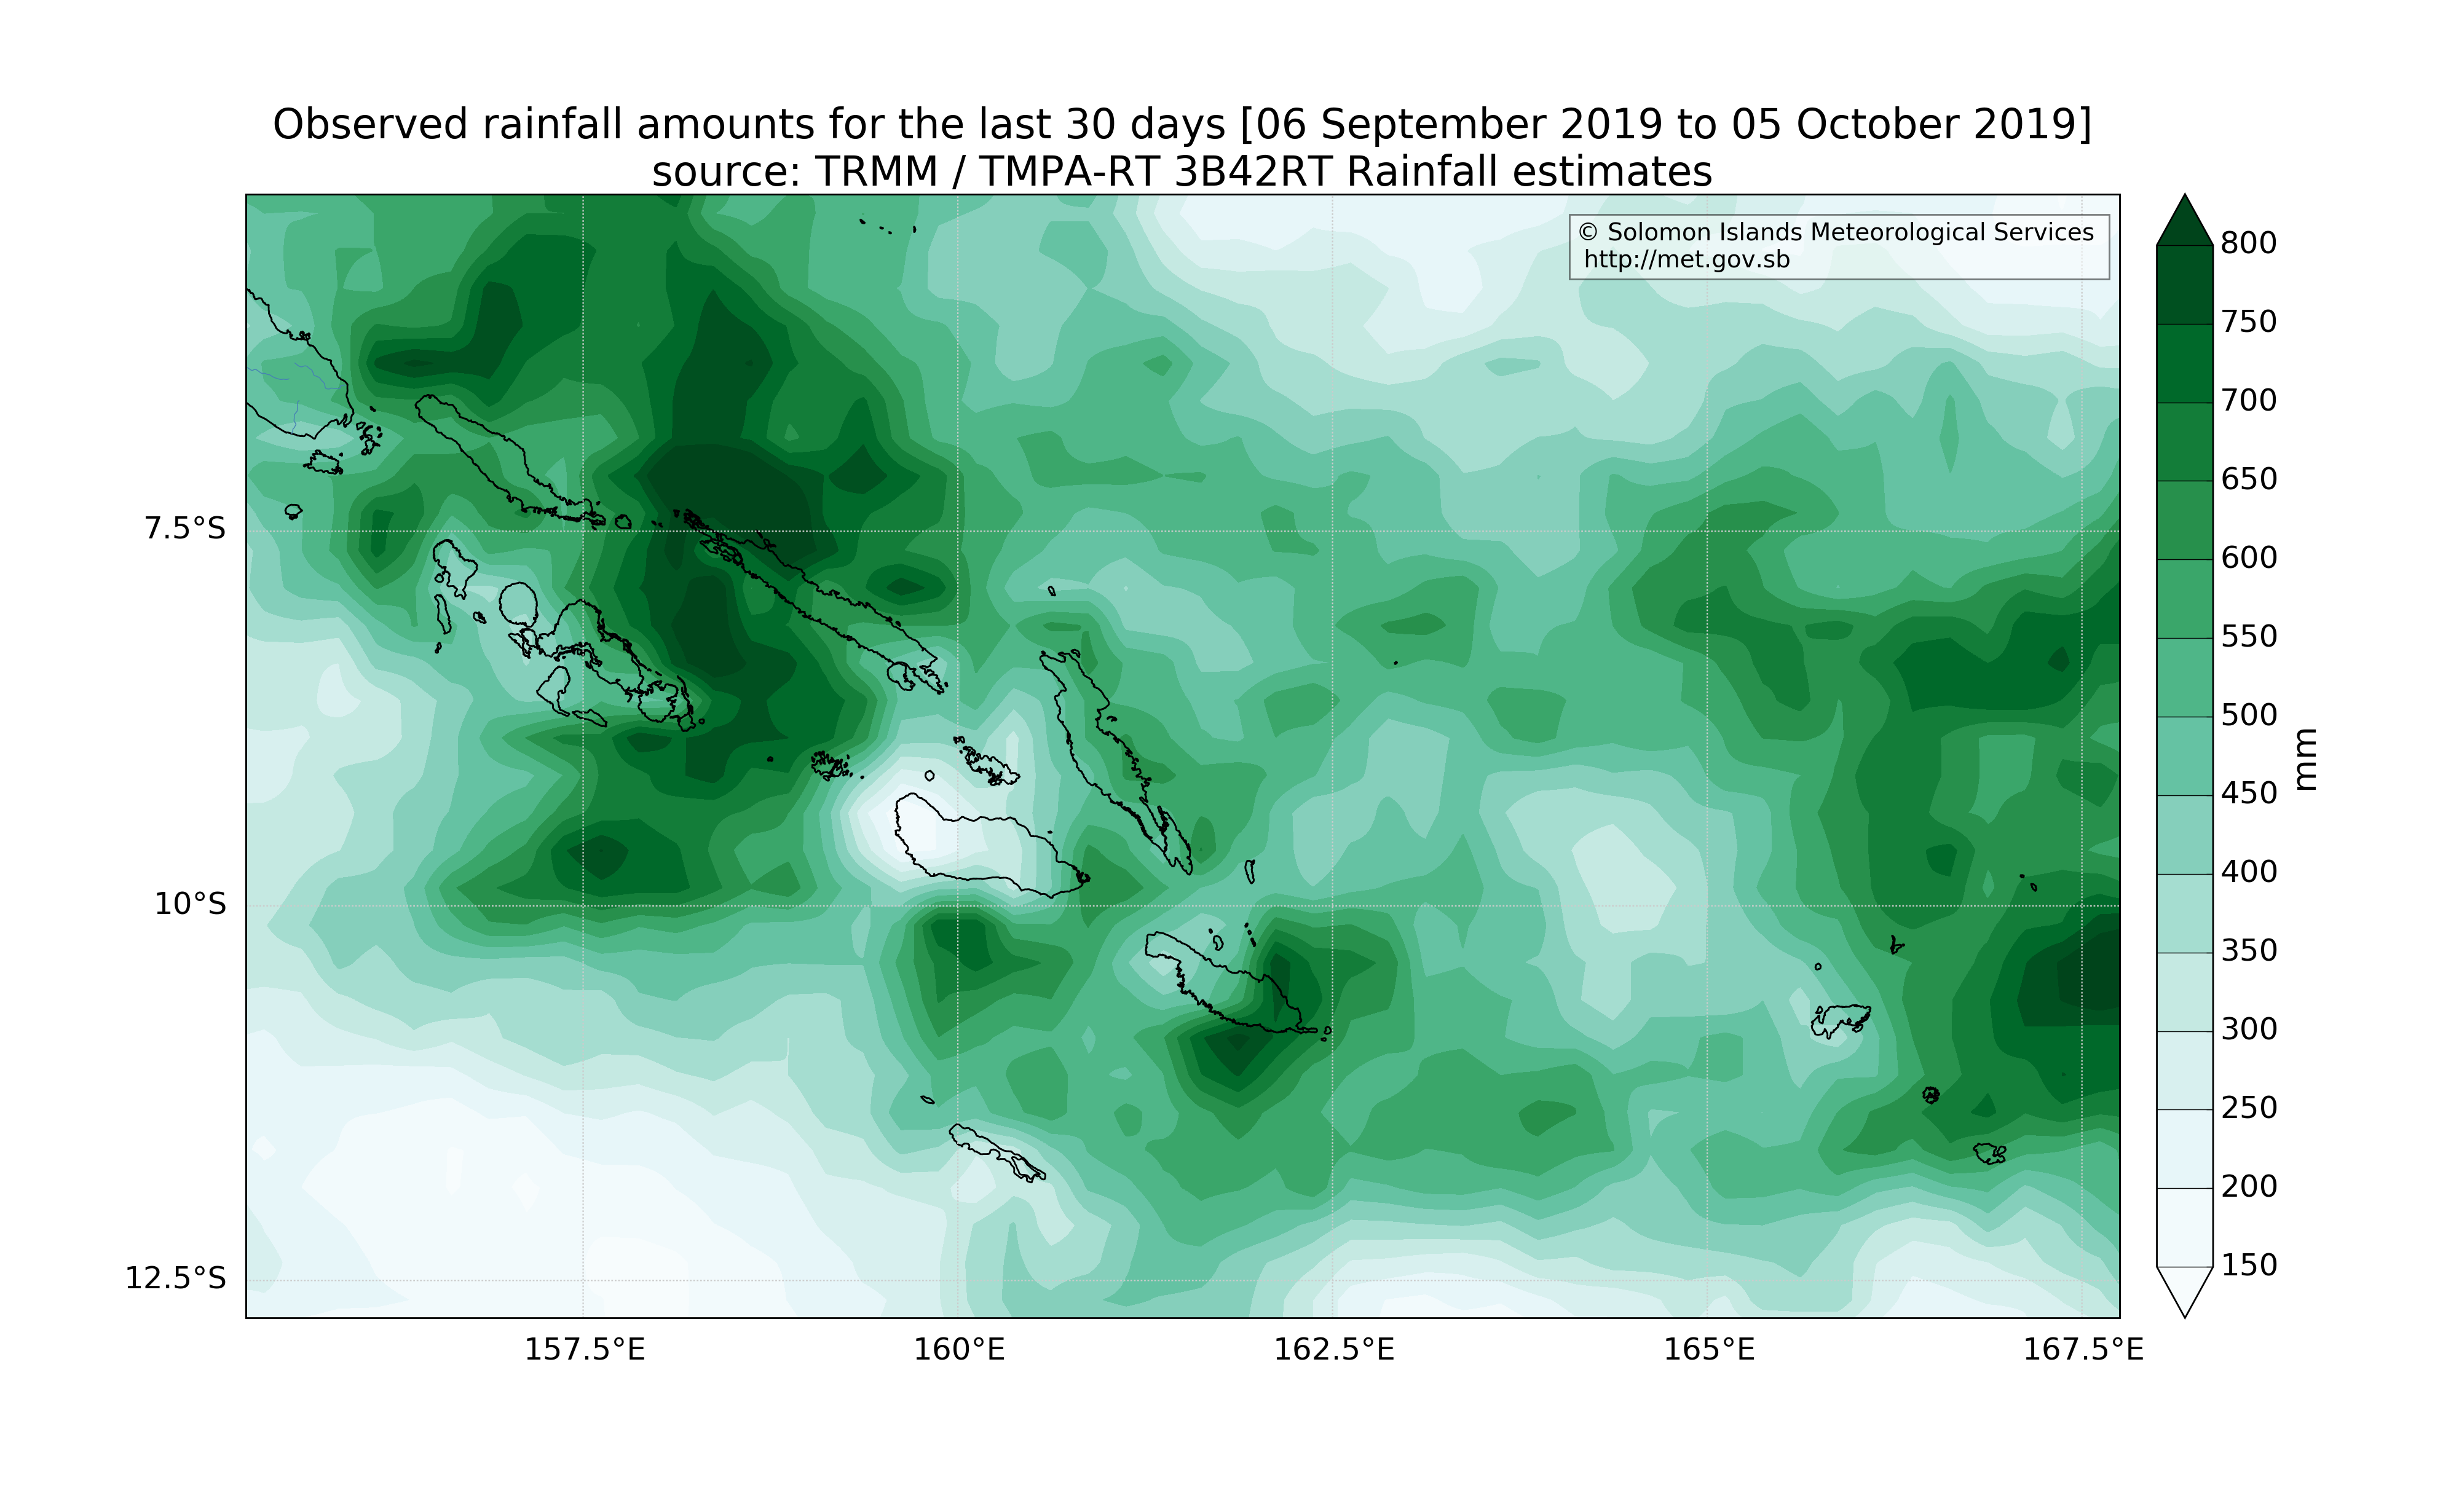 Observed rainfall amounts for the last 30 days [06 September 2019 to 05 October 2019]
source: TRMM / TMPA-RT 3B42RT Rainfall estimates
© Solomon Islands Meteorological Services
http://met.gov.sb
7.5°S
10°S
12.5°S
157.5°E
160°E
162.5°E
165°E
167.5°E
800
750
700
650
600
550
500
450
400
350
300
250
200
150
mm